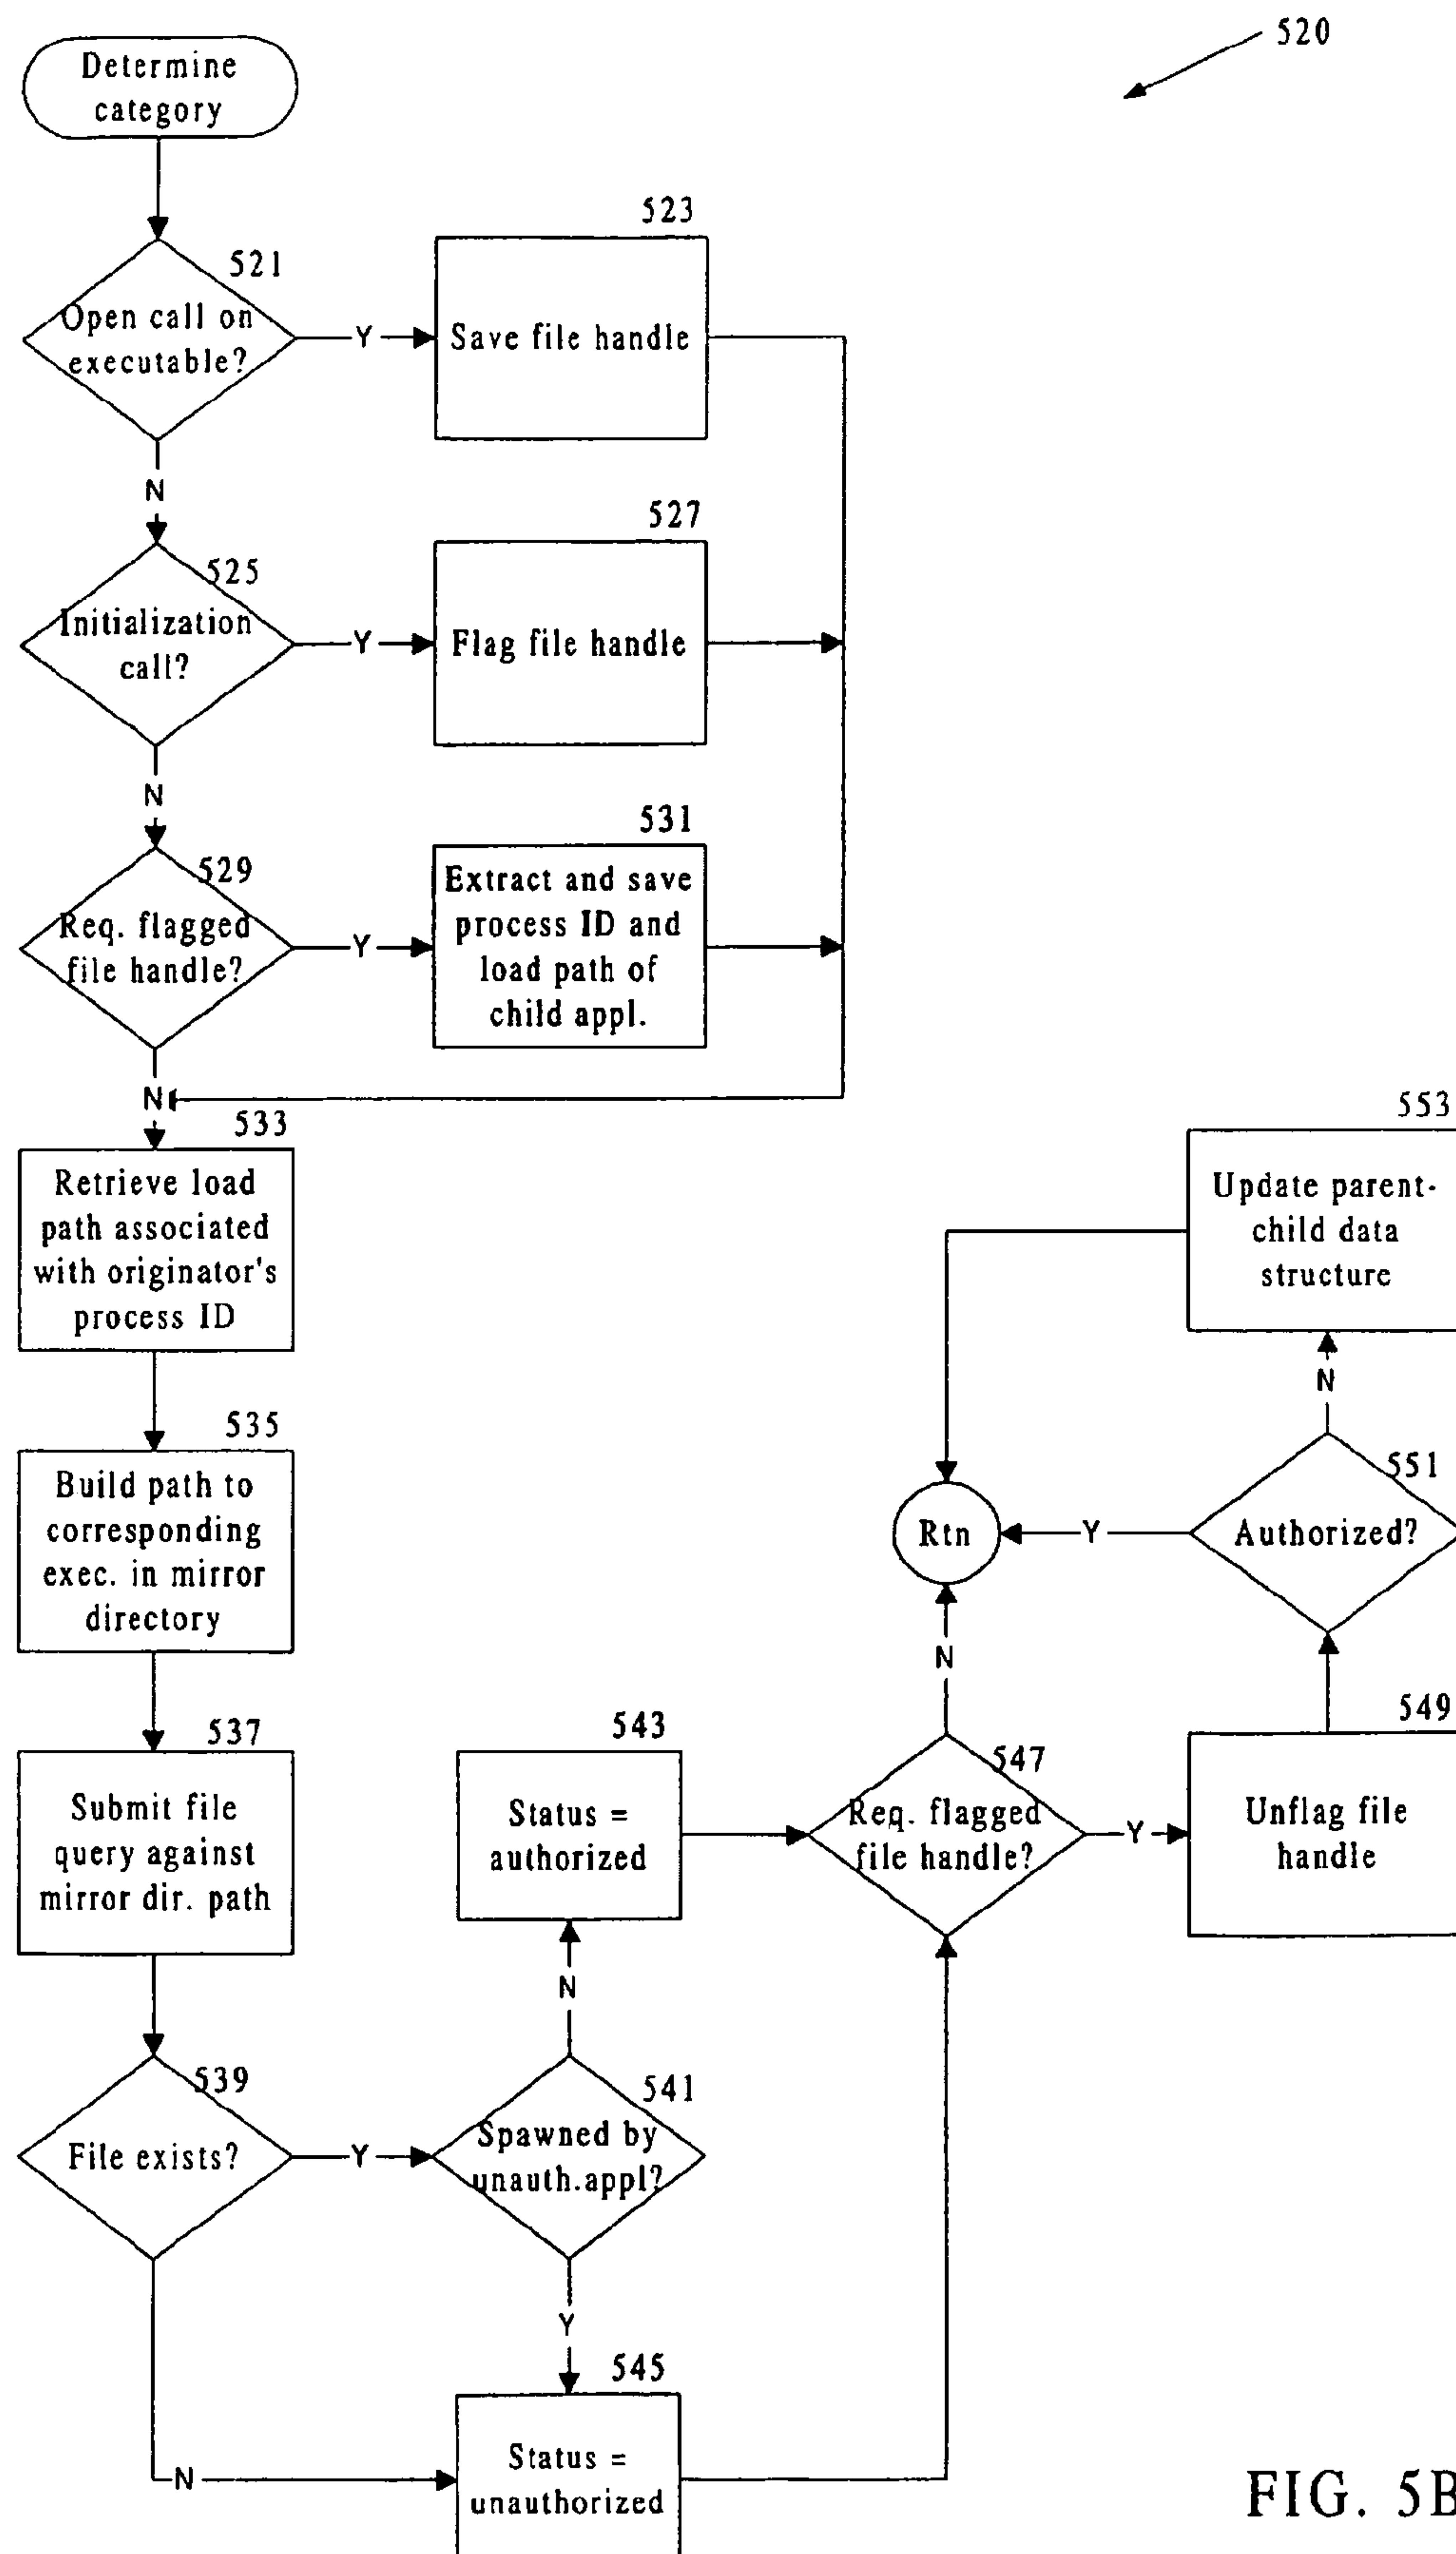 520
Determine
category
521
Open call on
executable?
Y
523
Save file handle
N
525
Initialization
call?
Y
527
Flag file handle
N
529
Req. flagged
file handle?
Y
531
Extract and save
process ID and
load path of
child appl.
N
533
Retrieve load
path associated
with originator's
process ID
535
Build path to
corresponding
exec. in mirror
directory
537
Submit file
query against
mirror dir. path
539
File exists?
Y
N
541
Spawned by
unauth.appl?
N
Y
543
Status =
authorized
545
Status =
unauthorized
547
Req. flagged
file handle?
N
Y
549
Unflag file
handle
551
Authorized?
Y
N
553
Update parent-
child data
structure
Rtn
FIG. 5B